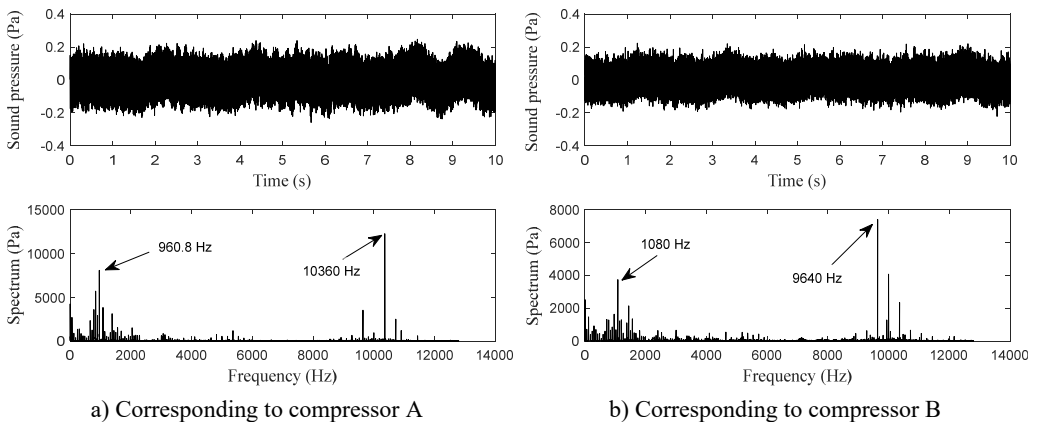 Sound pressure (Pa)
0.4
0.2
0
-0.2
-0.4
0 1 2 3 4 5 6 7 8 9 10
Time (s)
Spectrum (Pa)
15000
10000
5000
0
960.8 Hz
10360 Hz
0 2000 4000 6000 8000 10000 12000 14000
Frequency (Hz)
a) Corresponding to compressor A
Sound pressure (Pa)
0.4
0.2
0
-0.2
-0.4
0 1 2 3 4 5 6 7 8 9 10
Time (s)
Spectrum (Pa)
8000
6000
4000
2000
0
1080 Hz
9640 Hz
0 2000 4000 6000 8000 10000 12000 14000
Frequency (Hz)
b) Corresponding to compressor B